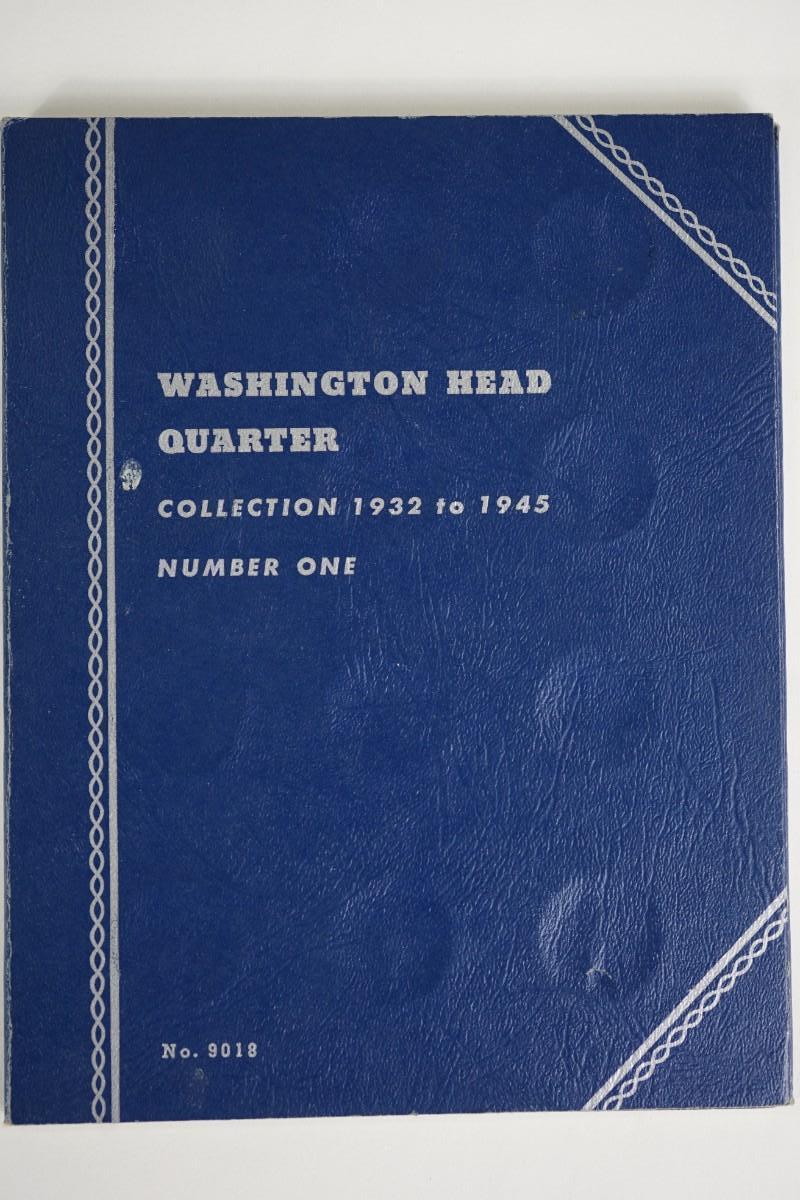 WASHINGTON HEAD
QUARTER
COLLECTION 1932 to 1945
NUMBER ONE
No. 9018